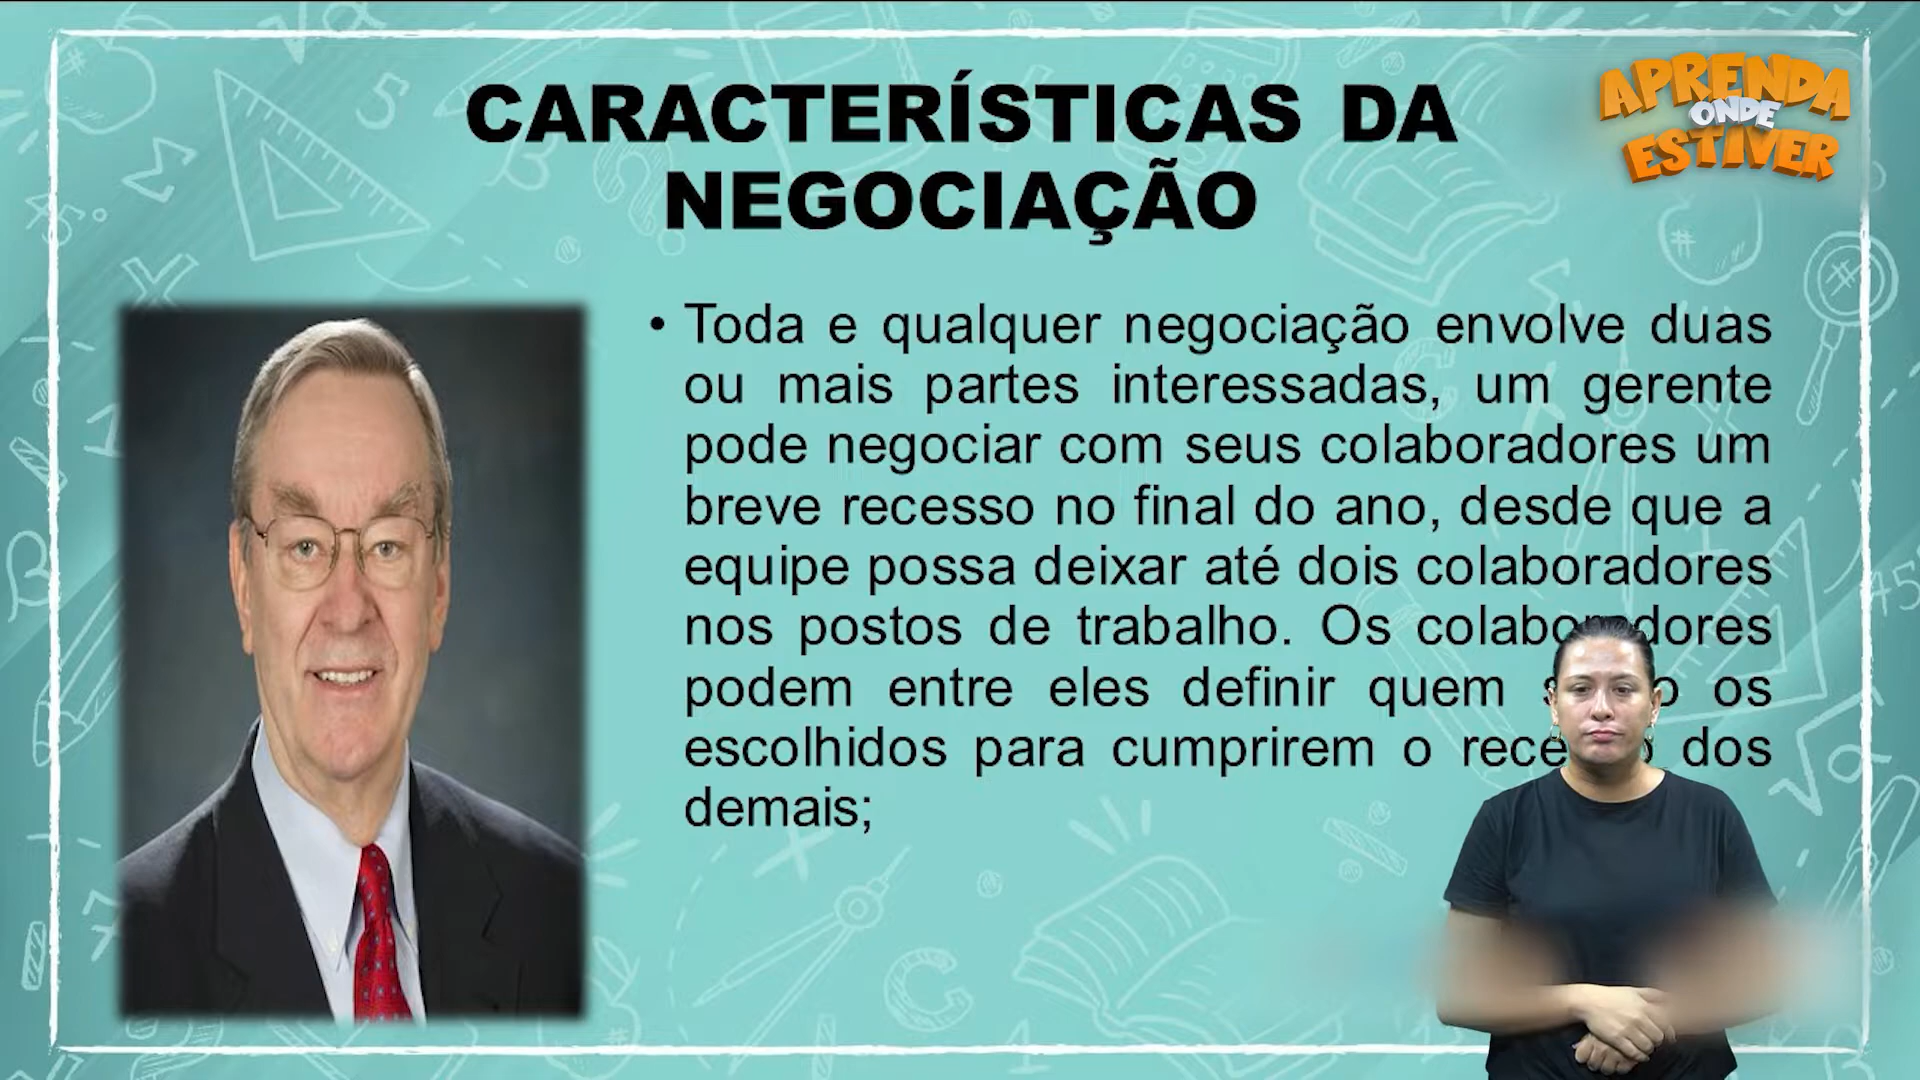 CARACTERÍSTICAS DA
NEGOCIAÇÃO
APRENDA
ONDE
ESTIVER
• Toda e qualquer negociação envolve duas
ou mais partes interessadas, um gerente
pode negociar com seus colaboradores um
breve recesso no final do ano, desde que a
equipe possa deixar até dois colaboradores
nos postos de trabalho. Os colaboradores
podem entre eles definir quem os
escolhidos para cumprirem o dos
demais;